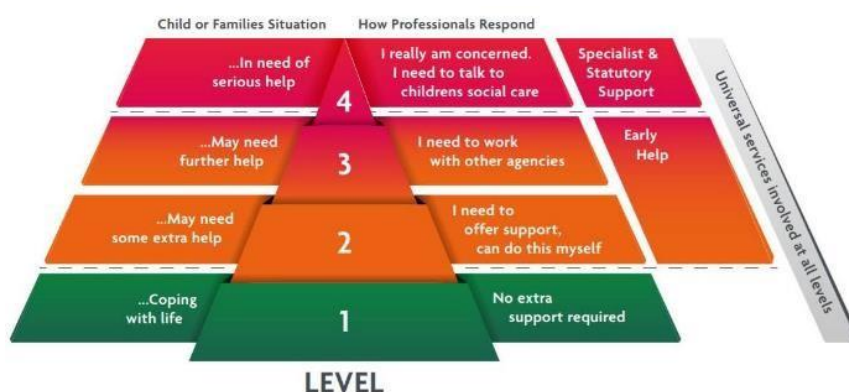 Child or Families Situation
How Professionals Respond
...In need of
serious help
4
I really am concerned.
I need to talk to
childrens social care
Specialist &
Statutory
Support
...May need
further help
3
I need to work
with other agencies
Early
Help
...May need
some extra help
2
I need to
offer support,
can do this myself
...Coping
with life
1
No extra
support required
Universal services involved at all levels
LEVEL